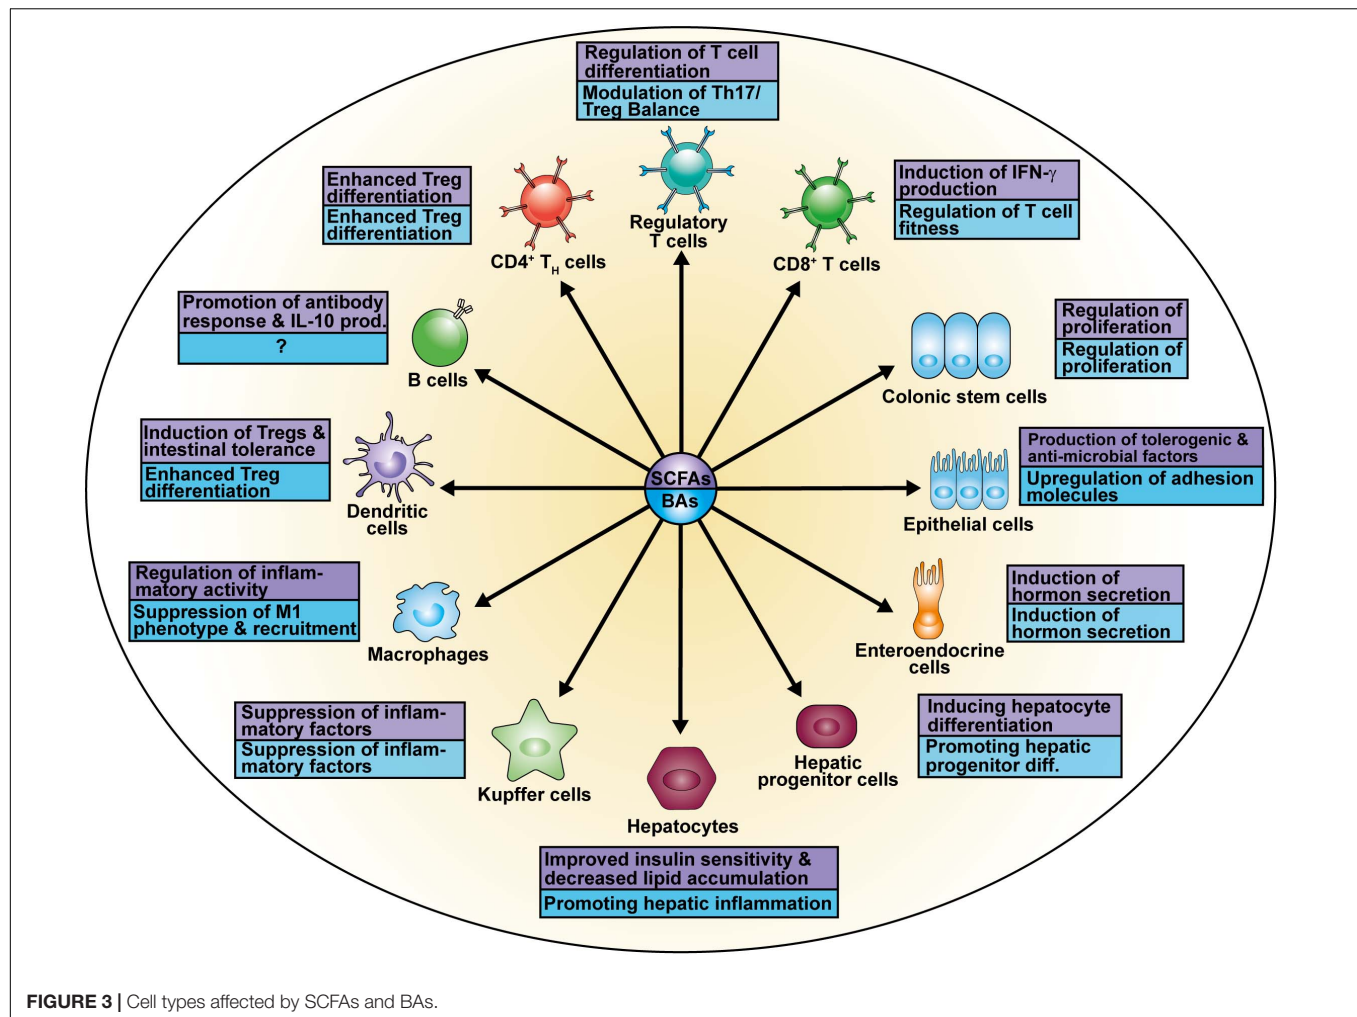 Regulation of T cell
differentiation
Modulation of Th17/
Treg Balance
Regulatory
T cells
Enhanced Treg
differentiation
Enhanced Treg
differentiation
CD4⁺ T_H cells
Induction of IFN-γ
production
Regulation of T cell
fitness
CD8⁺ T cells
Promotion of antibody
response & IL-10 prod.
?
B cells
Regulation of
proliferation
Regulation of
proliferation
Colonic stem cells
Induction of Tregs &
intestinal tolerance
Enhanced Treg
differentiation
Dendritic
cells
SCFAs
BAs
Production of tolerogenic &
anti-microbial factors
Upregulation of adhesion
molecules
Epithelial cells
Regulation of inflam-
matory activity
Suppression of M1
phenotype & recruitment
Macrophages
Induction of
hormon secretion
Induction of
hormon secretion
Enteroendocrine
cells
Suppression of inflam-
matory factors
Suppression of inflam-
matory factors
Kupffer cells
Inducing hepatocyte
differentiation
Promoting hepatic
progenitor diff.
Hepatic
progenitor cells
Hepatocytes
Improved insulin sensitivity &
decreased lipid accumulation
Promoting hepatic inflammation
FIGURE 3 | Cell types affected by SCFAs and BAs.